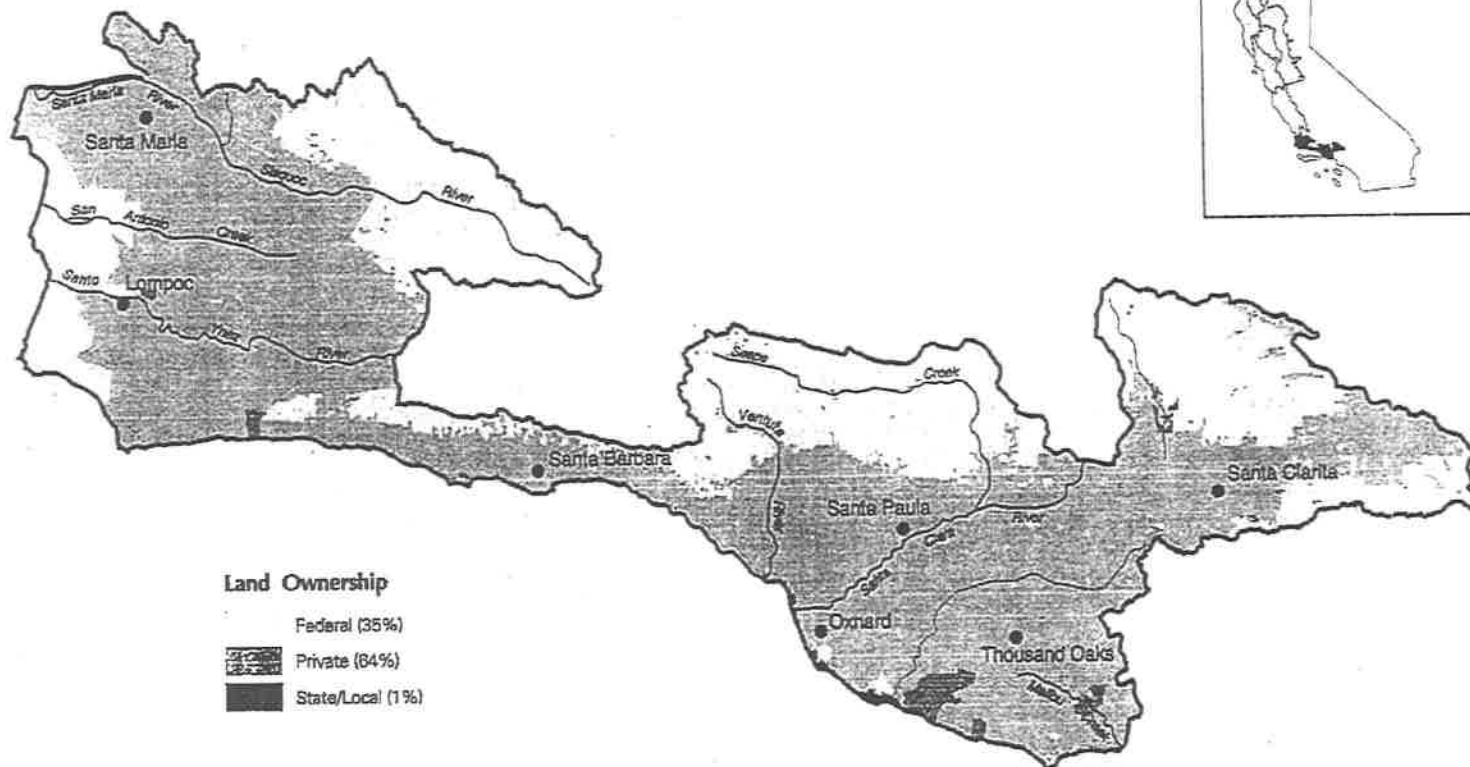 Santa Maria River
Santa Maria
Sisquoc River
San Antonio Creek
Lompoc
Santa Ynez River
Sespe Creek
Ventura River
Santa Barbara
Santa Clarita
Santa Paula
Santa Clara River
Oxnard
Thousand Oaks
Malibu Creek
Land Ownership
Federal (35%)
Private (64%)
State/Local (1%)